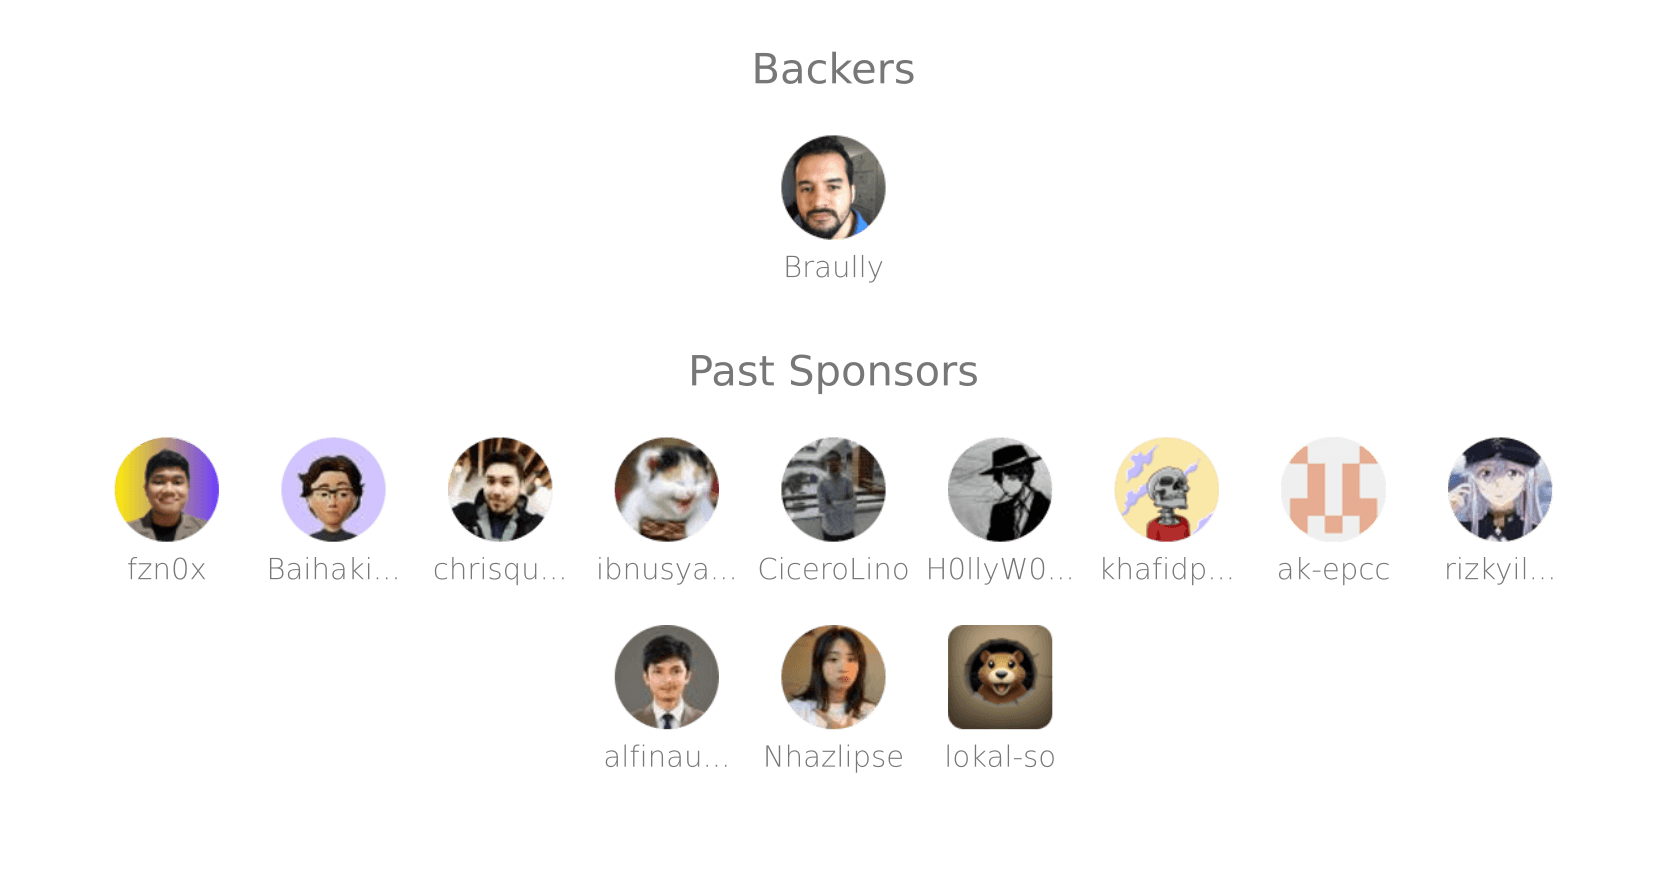 Backers
Braully
Past Sponsors
fzn0x Baihaki... chrisqu... ibnusya... CiceroLino H0llyW0... khafidp... ak-epcc rizkyil...
alfinau... Nhazlipse lokal-so